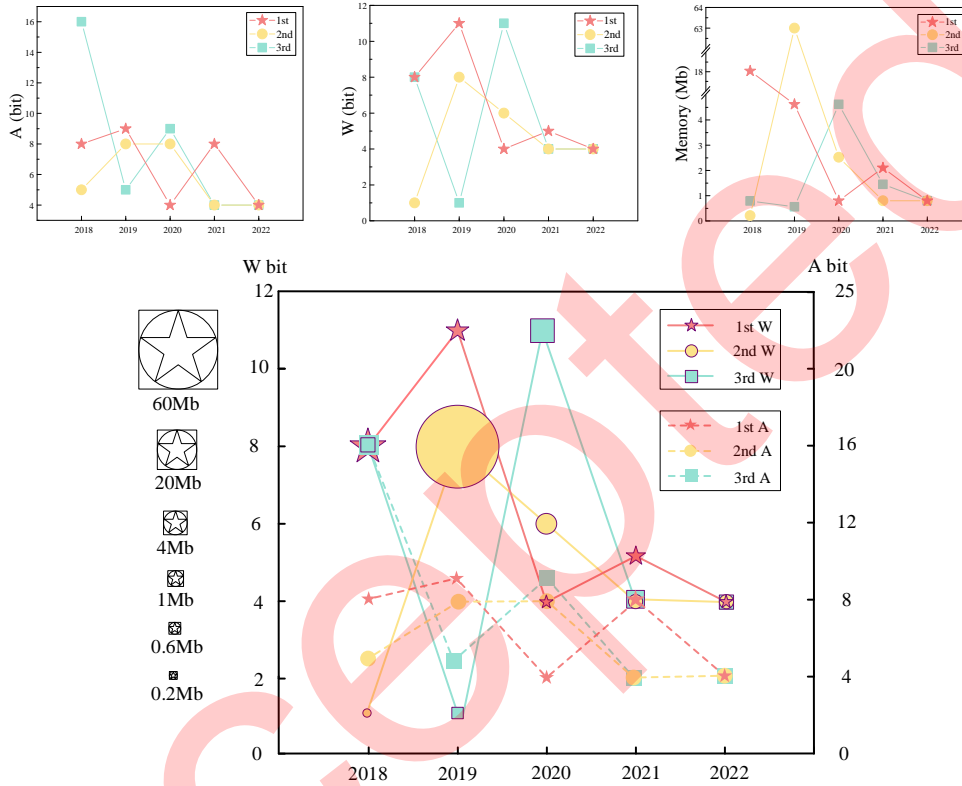 16
14
12
10
8
6
4
A (bit)
2018 2019 2020 2021 2022
1st
2nd
3rd
12
10
8
6
4
2
0
W (bit)
2018 2019 2020 2021 2022
1st
2nd
3rd
64
63
18
4
2
1
0
Memory (Mb)
2018 2019 2020 2021 2022
1st
2nd
3rd
W bit
A bit
12
10
8
6
4
2
0
25
20
16
12
8
4
0
60Mb
20Mb
4Mb
1Mb
0.6Mb
0.2Mb
1st W
2nd W
3rd W
1st A
2nd A
3rd A
2018 2019 2020 2021 2022